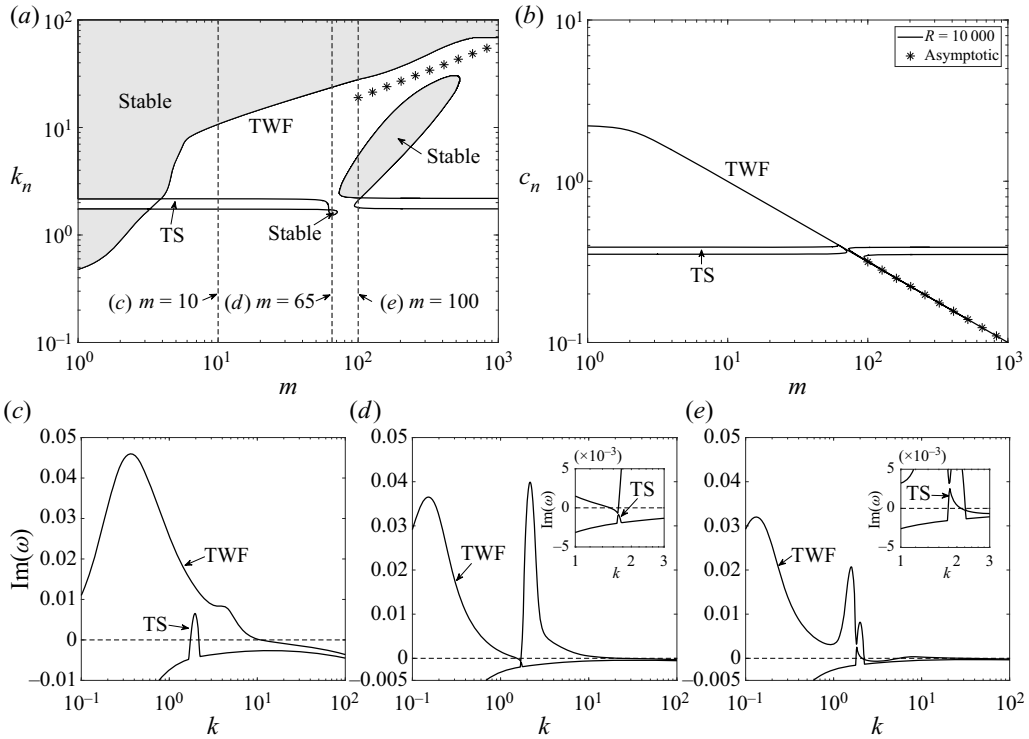 (a)
10²
Stable
TWF
10¹
Stable
kₙ
10⁰
TS
Stable
(c) m = 10
(d) m = 65
(e) m = 100
10⁻¹
10⁰
10¹
10²
10³
m
(b)
10¹
R = 10 000
Asymptotic
TWF
cₙ
10⁰
TS
10⁻¹
10⁰
10¹
10²
10³
m
(c)
0.05
0.04
0.03
0.02
0.01
0
−0.01
Im(ω)
TWF
TS
10⁻¹
10⁰
10¹
10²
k
(d)
0.05
0.04
0.03
0.02
0.01
0
−0.005
TWF
(×10⁻³)
5
0
−5
Im(ω)
TS
1
2
3
k
10⁻¹
10⁰
10¹
10²
k
(e)
0.05
0.04
0.03
0.02
0.01
0
−0.005
TWF
(×10⁻³)
5
0
−5
Im(ω)
TS
1
2
3
k
10⁻¹
10⁰
10¹
10²
k